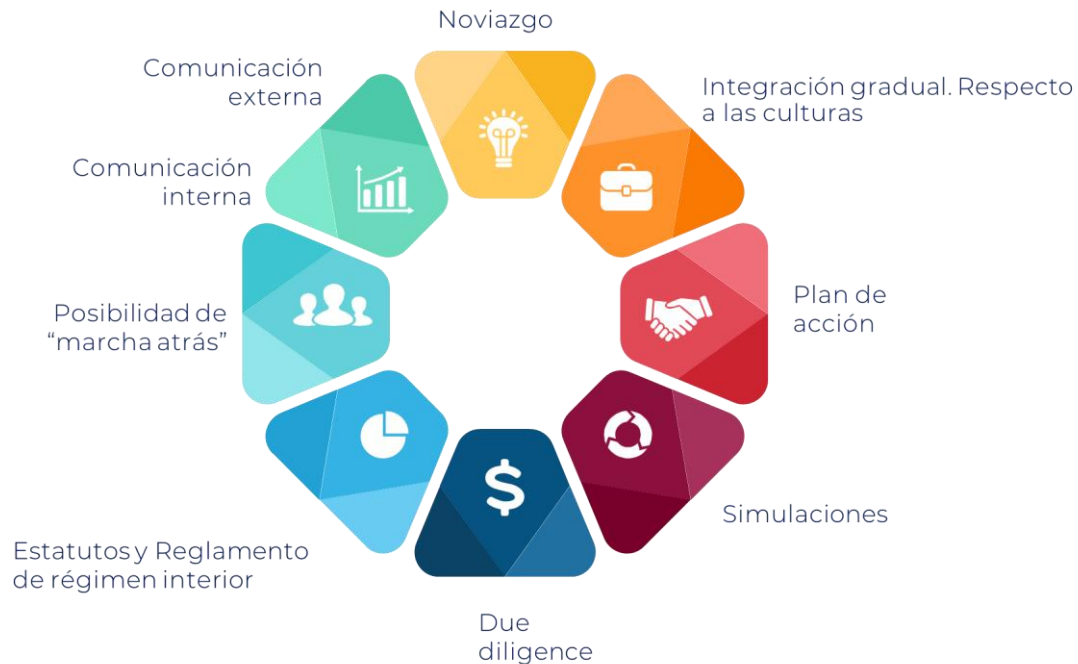 Noviazgo
Integración gradual. Respecto
a las culturas
Plan de
acción
Simulaciones
Due
diligence
Estatutos y Reglamento
de régimen interior
Posibilidad de
“marcha atrás”
Comunicación
interna
Comunicación
externa
$